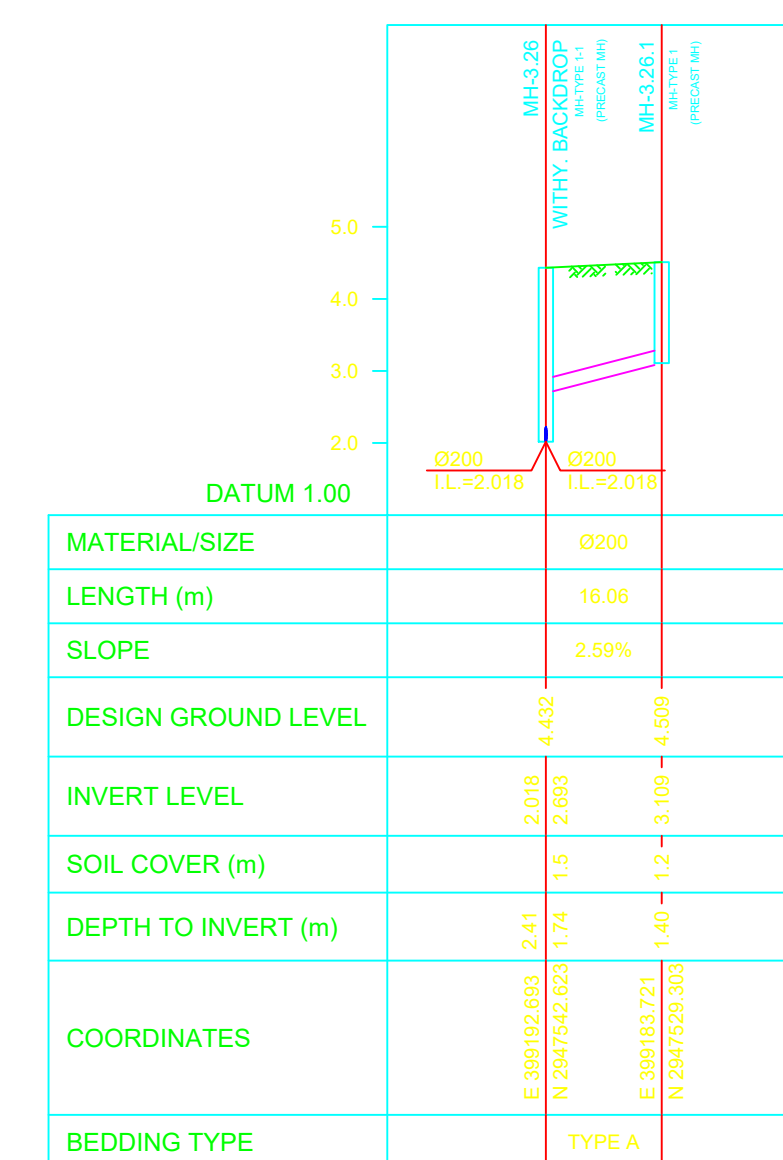 MH-3.26
WITHY. BACKDROP
MH-TYPE 1-1
(PRECAST MH)
MH-3.26.1
MH-TYPE 1
(PRECAST MH)
5.0
4.0
3.0
2.0
Ø200
I.L.=2.018
Ø200
I.L.=2.018
DATUM 1.00
MATERIAL/SIZE
Ø200
LENGTH (m)
16.06
SLOPE
2.59%
DESIGN GROUND LEVEL
4.432
4.509
INVERT LEVEL
2.018
2.693
3.109
SOIL COVER (m)
1.5
1.2
DEPTH TO INVERT (m)
2.41
1.74
1.40
COORDINATES
E 399192.693
N 2947542.623
E 399183.721
N 2947529.303
BEDDING TYPE
TYPE A